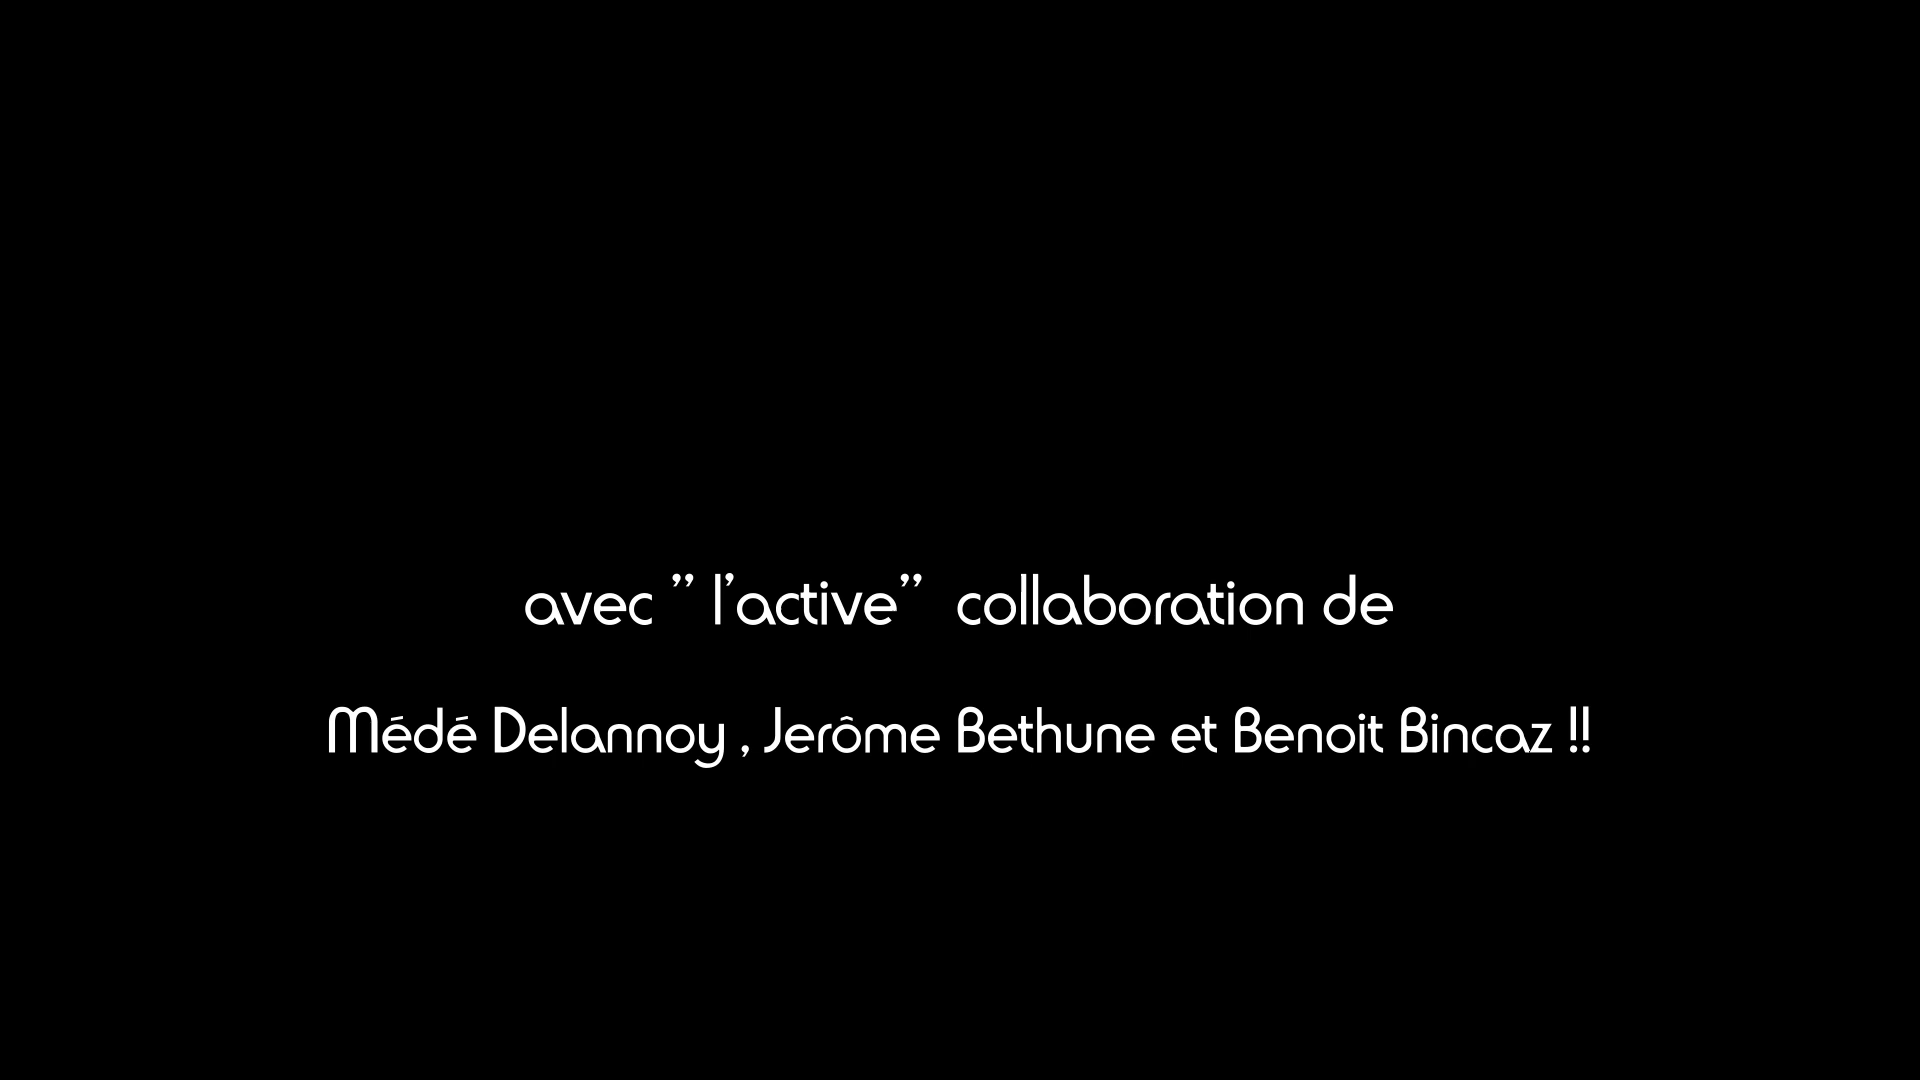 avec ” l’active”  collaboration de
Médé Delannoy , Jerôme Bethune et Benoit Bincaz !!